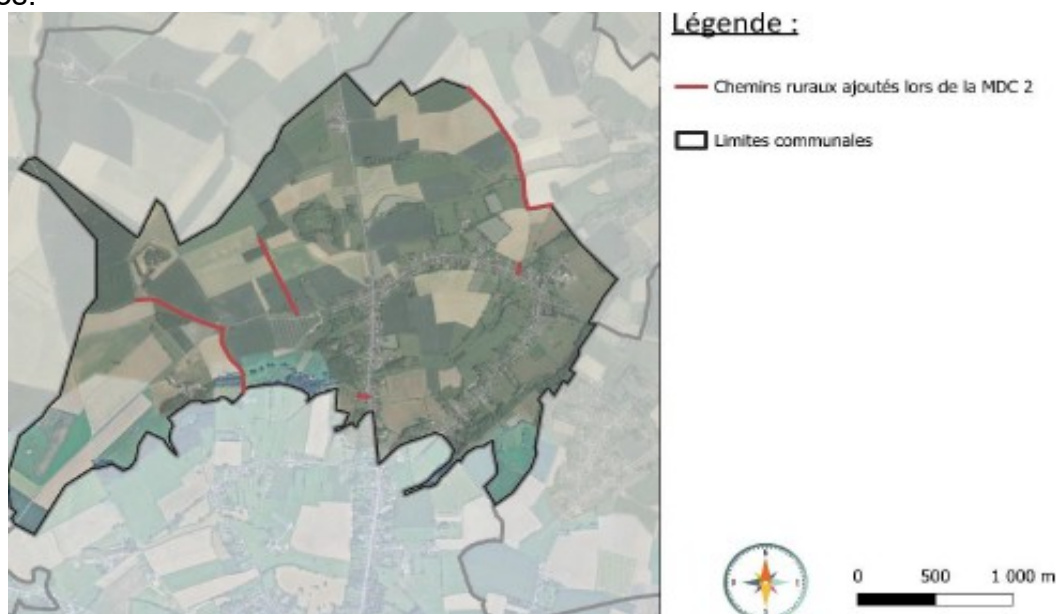 Légende :
Chemins ruraux ajoutés lors de la MDC 2
Limites communales
0 500 1 000 m